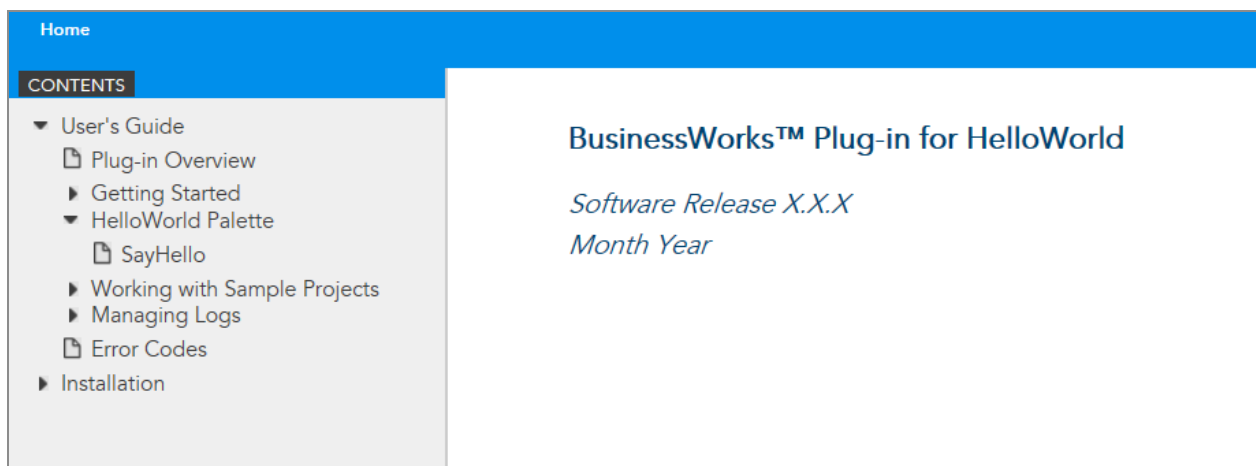 Home
CONTENTS
User's Guide
Plug-in Overview
Getting Started
HelloWorld Palette
SayHello
Working with Sample Projects
Managing Logs
Error Codes
Installation
BusinessWorks™ Plug-in for HelloWorld
Software Release X.X.X
Month Year